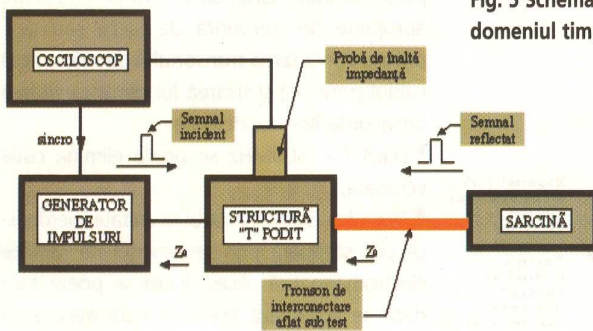 Fig. 5 Schema
domeniul tim
OSCILOSCOP
Probă de înaltă
impedanţă
Semnal
incident
Semnal
reflectat
sincro
GENERATOR
DE
IMPULSURI
STRUCTURĂ
"T" PODIT
SARCINĂ
Z₀
Z₀
Tronson de
interconectare
aflat sub test